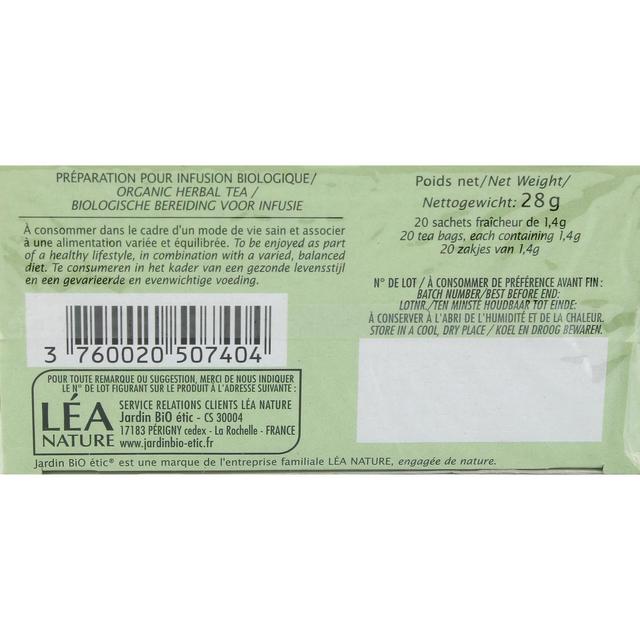 PRÉPARATION POUR INFUSION BIOLOGIQUE/
ORGANIC HERBAL TEA /
BIOLOGISCHE BEREIDING VOOR INFUSIE
À consommer dans le cadre d'un mode de vie sain et associer
à une alimentation variée et équilibrée. To be enjoyed as part
of a healthy lifestyle, in combination with a varied, balanced
diet. Te consumeren in het kader van een gezonde levensstijl
en een gevarieerde en evenwichtige voeding.
3 760020 507404
POUR TOUTE REMARQUE OU SUGGESTION, MERCI DE NOUS INDIQUER
LE N° DE LOT FIGURANT SUR LE PRODUIT À L'ADRESSE SUIVANTE :
LÉA
NATURE
SERVICE RELATIONS CLIENTS LÉA NATURE
Jardin BiO étic - CS 30004
17183 PÉRIGNY cedex - La Rochelle - FRANCE
www.jardinbio-etic.fr
Jardin BiO étic® est une marque de l'entreprise familiale LÉA NATURE, engagée de nature.
Poids net/Net Weight/
Nettogewicht: 28 g
20 sachets fraîcheur de 1,4g
20 tea bags, each containing 1,4g
20 zakjes van 1,4g
N° DE LOT / À CONSOMMER DE PRÉFÉRENCE AVANT FIN :
BATCH NUMBER/BEST BEFORE END:
LOTNR./TEN MINSTE HOUDBAAR TOT EINDE:
À CONSERVER À L'ABRI DE L'HUMIDITÉ ET DE LA CHALEUR.
STORE IN A COOL, DRY PLACE / KOEL EN DROOG BEWAREN.